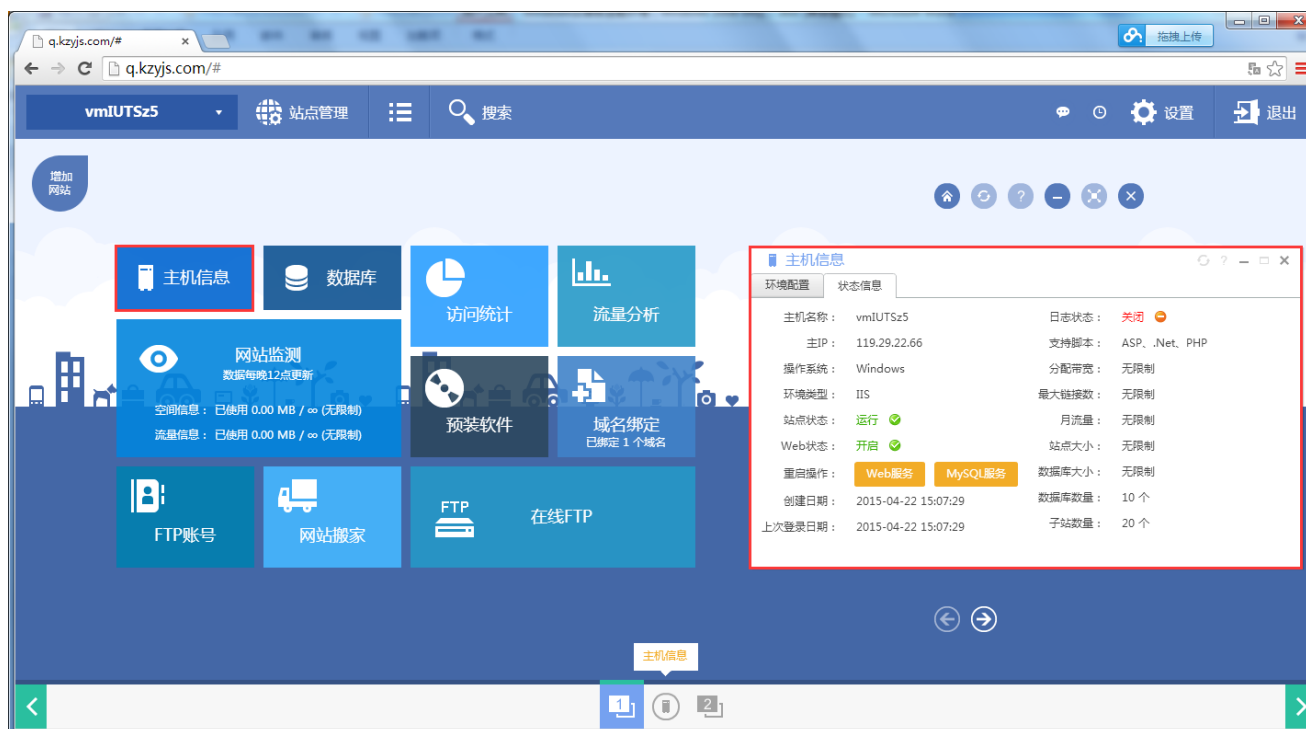 q.kzyjs.com/#
拖拽上传
q.kzyjs.com/#
vmIUTSz5 站点管理 搜索 设置 退出
增加
网站
主机信息
数据库
访问统计
流量分析
网站监测
数据每晚12点更新
空间信息： 已使用 0.00 MB / ∞ (无限制)
流量信息： 已使用 0.00 MB / ∞ (无限制)
预装软件
域名绑定
已绑定 1 个域名
FTP账号
网站搬家
FTP
在线FTP
主机信息
环境配置 状态信息
主机名称： vmIUTSz5 日志状态： 关闭
主IP： 119.29.22.66 支持脚本： ASP、.Net、PHP
操作系统： Windows 分配带宽： 无限制
环境类型： IIS 最大链接数： 无限制
站点状态： 运行 月流量： 无限制
Web状态： 开启 站点大小： 无限制
重启操作： Web服务 MySQL服务 数据库大小： 无限制
创建日期： 2015-04-22 15:07:29 数据库数量： 10 个
上次登录日期： 2015-04-22 15:07:29 子站数量： 20 个
主机信息
1 2